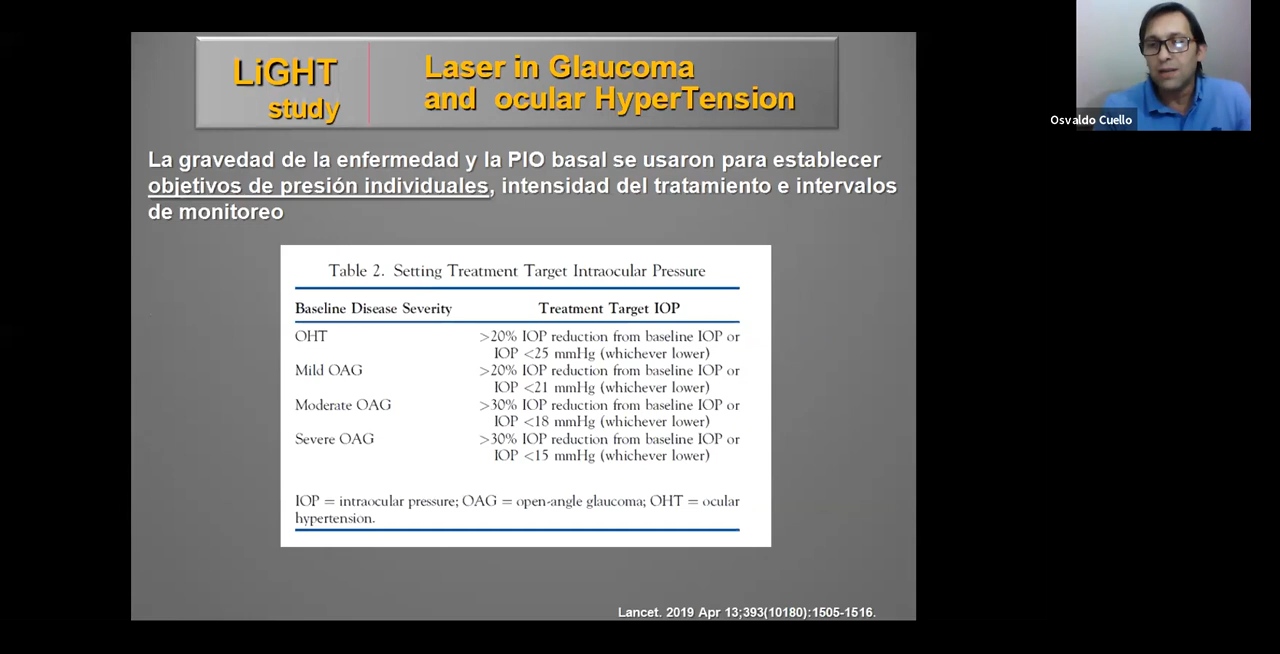 LiGHT
study
Laser in Glaucoma
and ocular HyperTension
Osvaldo Cuello
La gravedad de la enfermedad y la PIO basal se usaron para establecer
objetivos de presión individuales, intensidad del tratamiento e intervalos
de monitoreo
Table 2. Setting Treatment Target Intraocular Pressure
Baseline Disease Severity Treatment Target IOP
OHT >20% IOP reduction from baseline IOP or
IOP <25 mmHg (whichever lower)
Mild OAG >20% IOP reduction from baseline IOP or
IOP <21 mmHg (whichever lower)
Moderate OAG >30% IOP reduction from baseline IOP or
IOP <18 mmHg (whichever lower)
Severe OAG >30% IOP reduction from baseline IOP or
IOP <15 mmHg (whichever lower)
IOP = intraocular pressure; OAG = open-angle glaucoma; OHT = ocular
hypertension.
Lancet. 2019 Apr 13;393(10180):1505-1516.